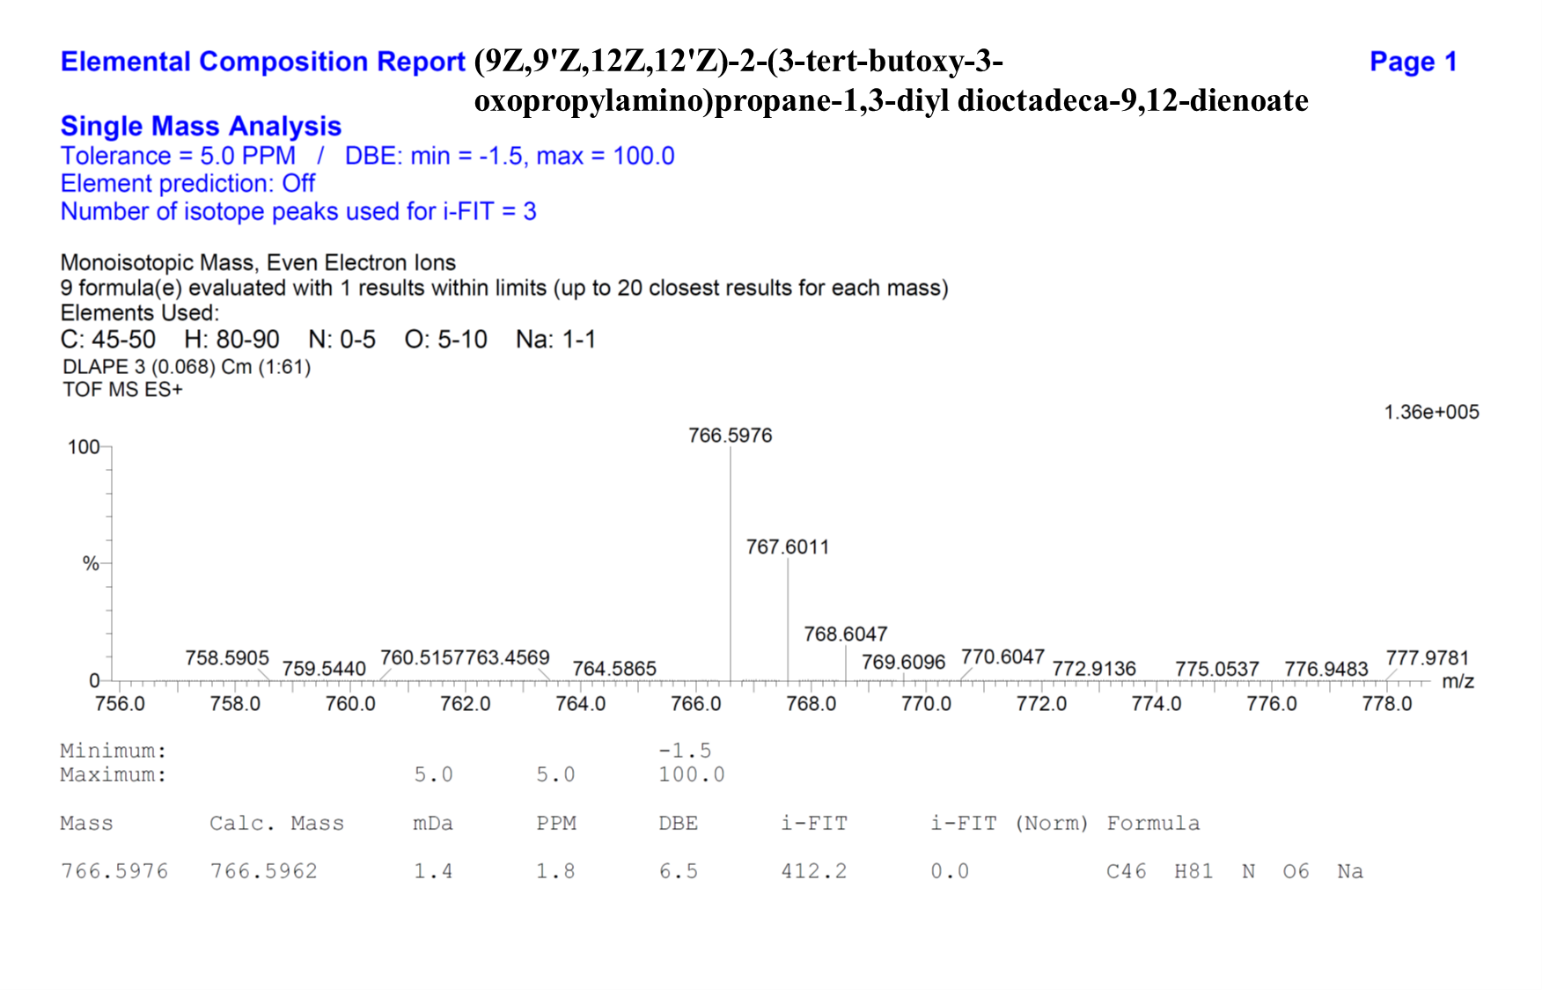 Elemental Composition Report (9Z,9'Z,12Z,12'Z)-2-(3-tert-butoxy-3- Page 1
oxopropylamino)propane-1,3-diyl dioctadeca-9,12-dienoate
Single Mass Analysis
Tolerance = 5.0 PPM / DBE: min = -1.5, max = 100.0
Element prediction: Off
Number of isotope peaks used for i-FIT = 3
Monoisotopic Mass, Even Electron Ions
9 formula(e) evaluated with 1 results within limits (up to 20 closest results for each mass)
Elements Used:
C: 45-50 H: 80-90 N: 0-5 O: 5-10 Na: 1-1
DLAPE 3 (0.068) Cm (1:61)
TOF MS ES+
1.36e+005
766.5976
100
767.6011
%
768.6047
758.5905 759.5440 760.5157 763.4569 764.5865 769.6096 770.6047 772.9136 775.0537 776.9483 777.9781
0 m/z
756.0 758.0 760.0 762.0 764.0 766.0 768.0 770.0 772.0 774.0 776.0 778.0
Minimum: -1.5
Maximum: 5.0 5.0 100.0
Mass Calc. Mass mDa PPM DBE i-FIT i-FIT (Norm) Formula
766.5976 766.5962 1.4 1.8 6.5 412.2 0.0 C46 H81 N O6 Na